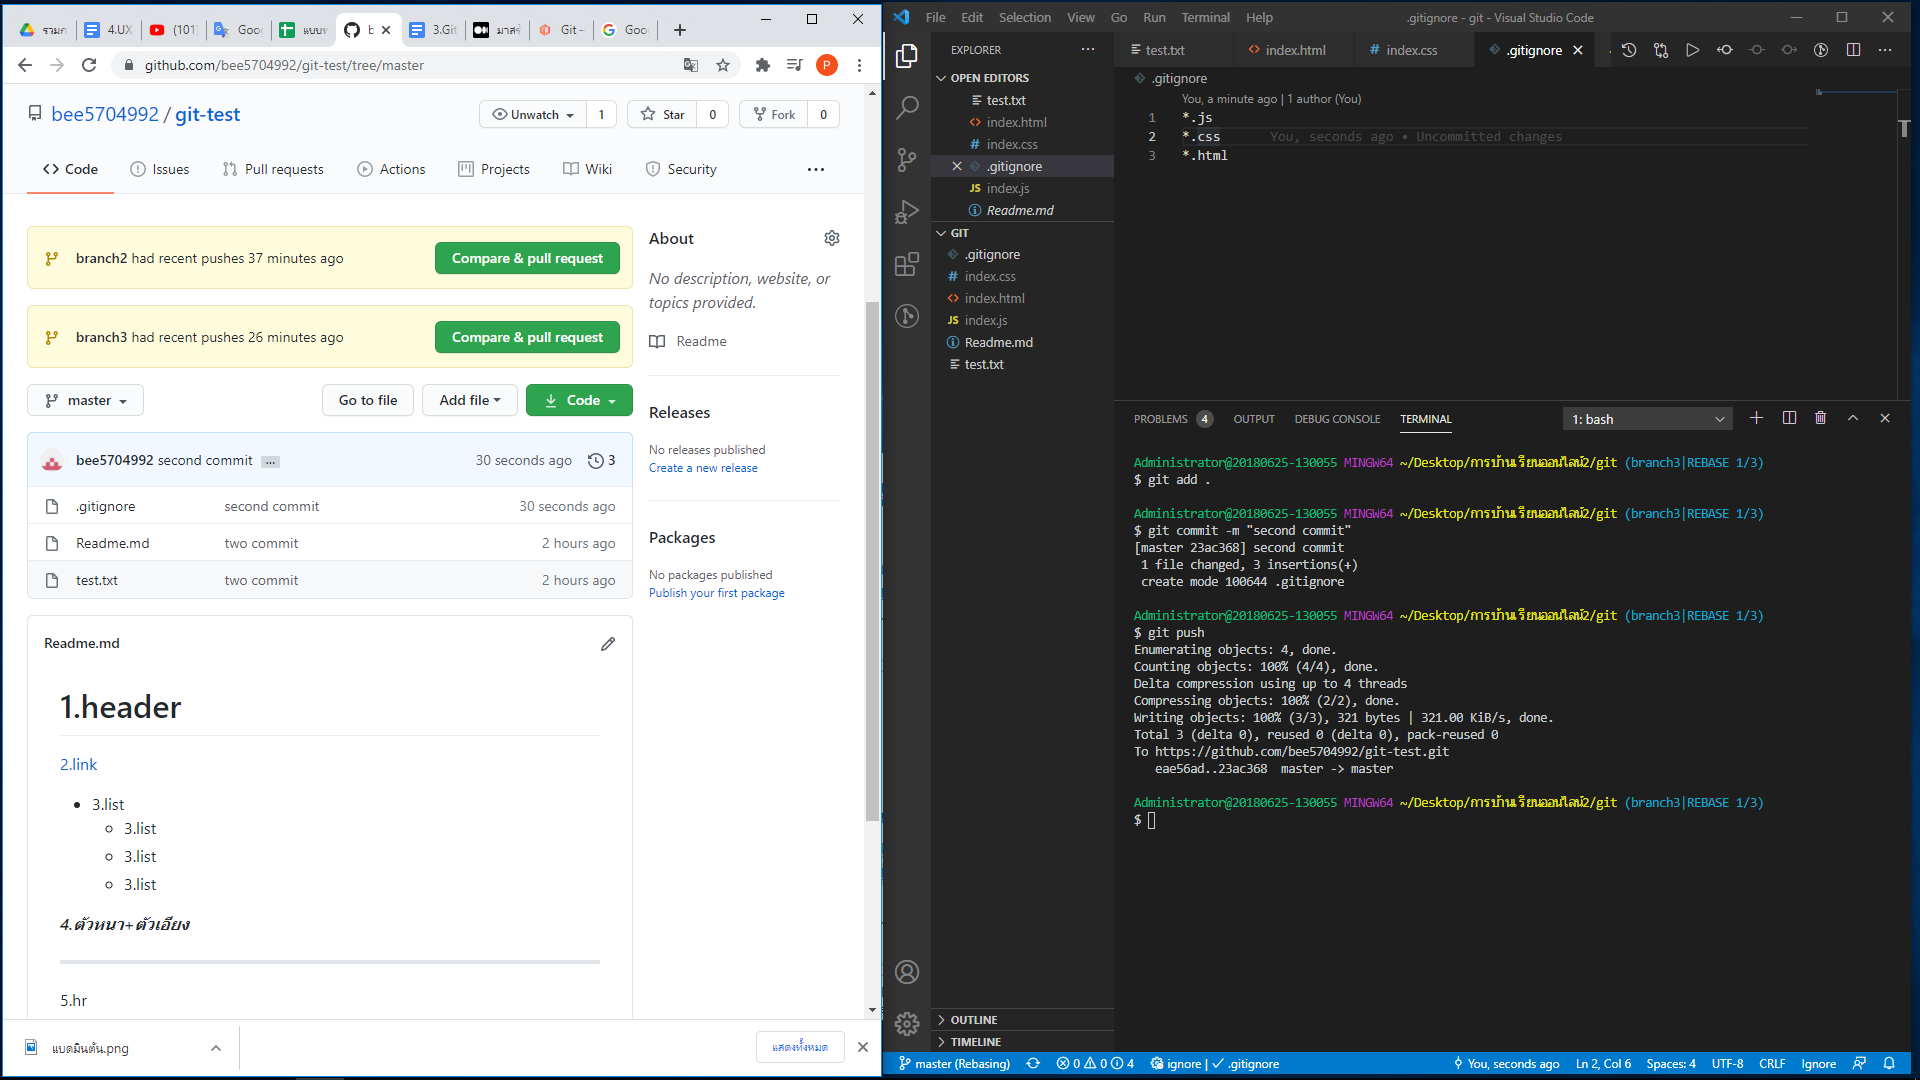 รวมก
4.UX
(101)
Goog
แบบท
b
3.Git
มาสร้
Git –
Goo
github.com/bee5704992/git-test/tree/master
P
bee5704992 / git-test
Unwatch 1
Star 0
Fork 0
Code
Issues
Pull requests
Actions
Projects
Wiki
Security
branch2 had recent pushes 37 minutes ago
Compare & pull request
branch3 had recent pushes 26 minutes ago
Compare & pull request
master
Go to file
Add file
Code
bee5704992 second commit ... 30 seconds ago 3
.gitignore second commit 30 seconds ago
Readme.md two commit 2 hours ago
test.txt two commit 2 hours ago
Readme.md
1.header
2.link
3.list
3.list
3.list
3.list
4.ตัวหนา+ตัวเอียง
5.hr
About
No description, website, or
topics provided.
Readme
Releases
No releases published
Create a new release
Packages
No packages published
Publish your first package
แบดมินตัน.png
แสดงทั้งหมด
File Edit Selection View Go Run Terminal Help
.gitignore - git - Visual Studio Code
EXPLORER
OPEN EDITORS
test.txt
index.html
index.css
.gitignore
JS index.js
Readme.md
GIT
.gitignore
# index.css
index.html
JS index.js
Readme.md
test.txt
OUTLINE
TIMELINE
test.txt
index.html
# index.css
.gitignore
.gitignore
You, a minute ago | 1 author (You)
1 *.js
2 *.css You, seconds ago • Uncommitted changes
3 *.html
PROBLEMS 4 OUTPUT DEBUG CONSOLE TERMINAL
1: bash
Administrator@20180625-130055 MINGW64 ~/Desktop/การบ้านเรียนออนไลน์2/git (branch3|REBASE 1/3)
$ git add .
Administrator@20180625-130055 MINGW64 ~/Desktop/การบ้านเรียนออนไลน์2/git (branch3|REBASE 1/3)
$ git commit -m "second commit"
[master 23ac368] second commit
1 file changed, 3 insertions(+)
create mode 100644 .gitignore
Administrator@20180625-130055 MINGW64 ~/Desktop/การบ้านเรียนออนไลน์2/git (branch3|REBASE 1/3)
$ git push
Enumerating objects: 4, done.
Counting objects: 100% (4/4), done.
Delta compression using up to 4 threads
Compressing objects: 100% (2/2), done.
Writing objects: 100% (3/3), 321 bytes | 321.00 KiB/s, done.
Total 3 (delta 0), reused 0 (delta 0), pack-reused 0
To https://github.com/bee5704992/git-test.git
eae56ad..23ac368 master -> master
Administrator@20180625-130055 MINGW64 ~/Desktop/การบ้านเรียนออนไลน์2/git (branch3|REBASE 1/3)
$
master (Rebasing) 0 0 4 ignore | ✓ .gitignore
You, seconds ago Ln 2, Col 6 Spaces: 4 UTF-8 CRLF Ignore